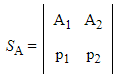 S_A = | A_1 A_2 |
| p_1 p_2 |